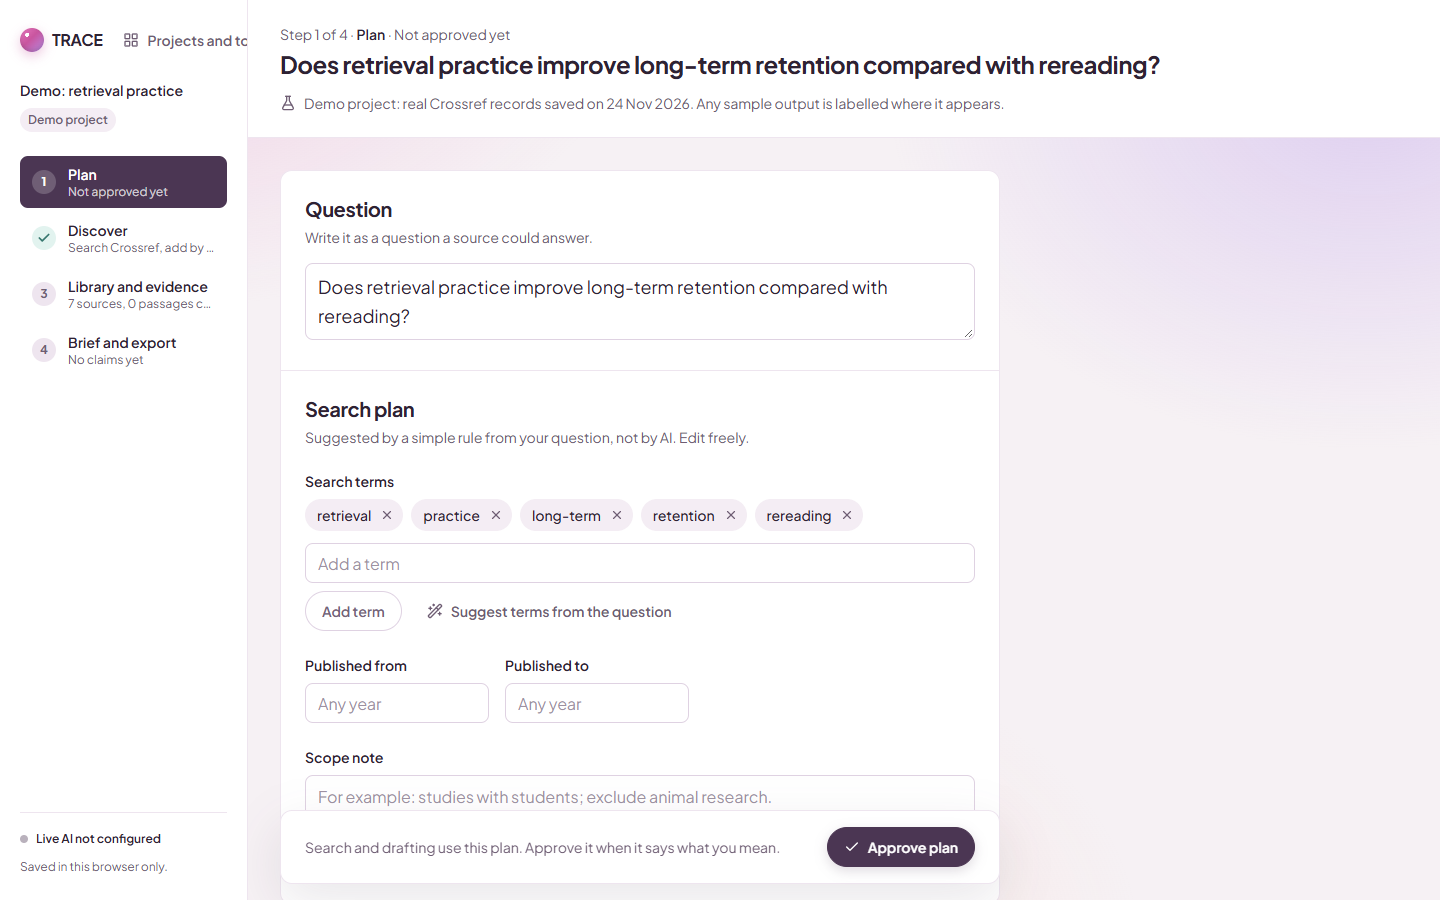 TRACE
Projects and to
Demo: retrieval practice
Demo project
1
Plan
Not approved yet
Discover
Search Crossref, add by ...
3
Library and evidence
7 sources, 0 passages c...
4
Brief and export
No claims yet
Live AI not configured
Saved in this browser only.
Step 1 of 4 · Plan · Not approved yet
Does retrieval practice improve long-term retention compared with rereading?
Demo project: real Crossref records saved on 24 Nov 2026. Any sample output is labelled where it appears.
Question
Write it as a question a source could answer.
Does retrieval practice improve long-term retention compared with
rereading?
Search plan
Suggested by a simple rule from your question, not by AI. Edit freely.
Search terms
retrieval × practice × long-term × retention × rereading ×
Add a term
Add term
Suggest terms from the question
Published from
Published to
Any year
Any year
Scope note
For example: studies with students; exclude animal research.
Search and drafting use this plan. Approve it when it says what you mean.
Approve plan